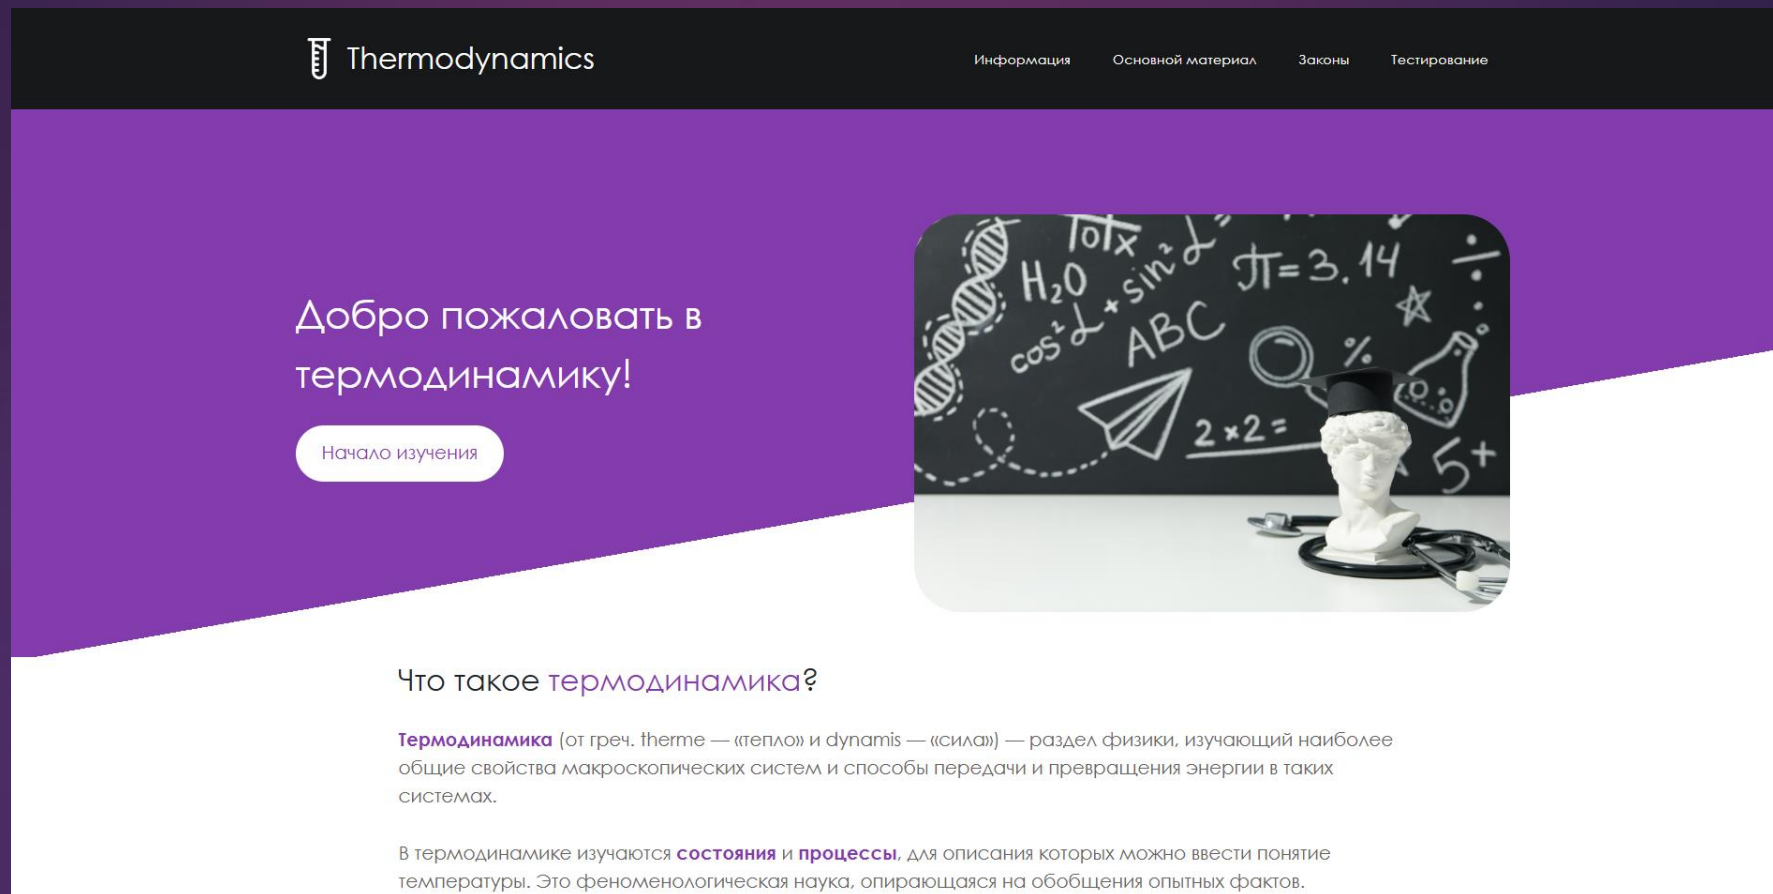 Thermodynamics
Информация
Основной материал
Законы
Тестирование
Добро пожаловать в
термодинамику!
Начало изучения
H₂O
cos² + sin²
π = 3.14
ABC
%
2 × 2 =
5+
Что такое термодинамика?
Термодинамика (от греч. therme — «тепло» и dynamis — «сила») — раздел физики, изучающий наиболее
общие свойства макроскопических систем и способы передачи и превращения энергии в таких
системах.
В термодинамике изучаются состояния и процессы, для описания которых можно ввести понятие
температуры. Это феноменологическая наука, опирающаяся на обобщения опытных фактов.